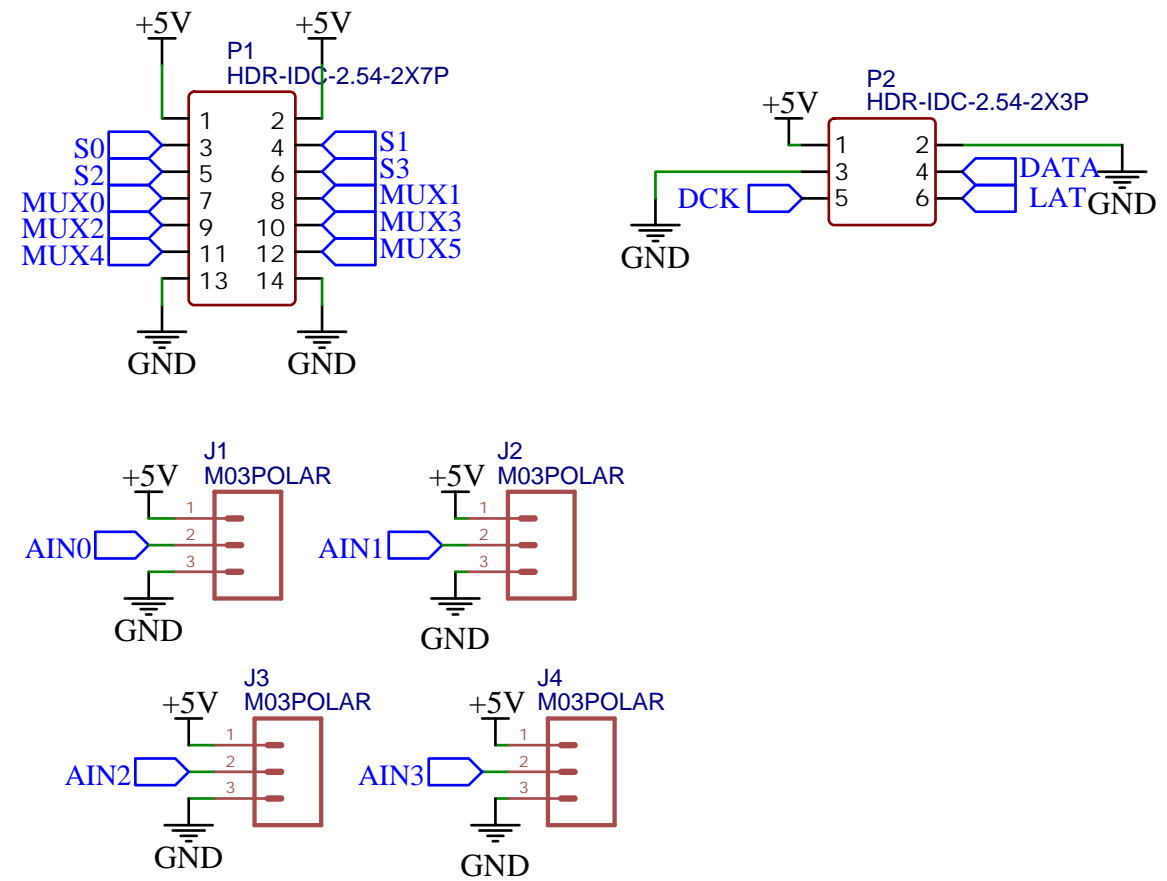 +5V +5V
P1
HDR-IDC-2.54-2X7P
1 2
S0 3 4 S1
S2 5 6 S3
MUX0 7 8 MUX1
MUX2 9 10 MUX3
MUX4 11 12 MUX5
13 14
GND GND
P2
HDR-IDC-2.54-2X3P
+5V
1 2
3 4 DATA
DCK 5 6 LAT
GND
GND
J1
M03POLAR
+5V
1
AIN0 2
3
GND
J2
M03POLAR
+5V
1
AIN1 2
3
GND
J3
M03POLAR
+5V
1
AIN2 2
3
GND
J4
M03POLAR
+5V
1
AIN3 2
3
GND